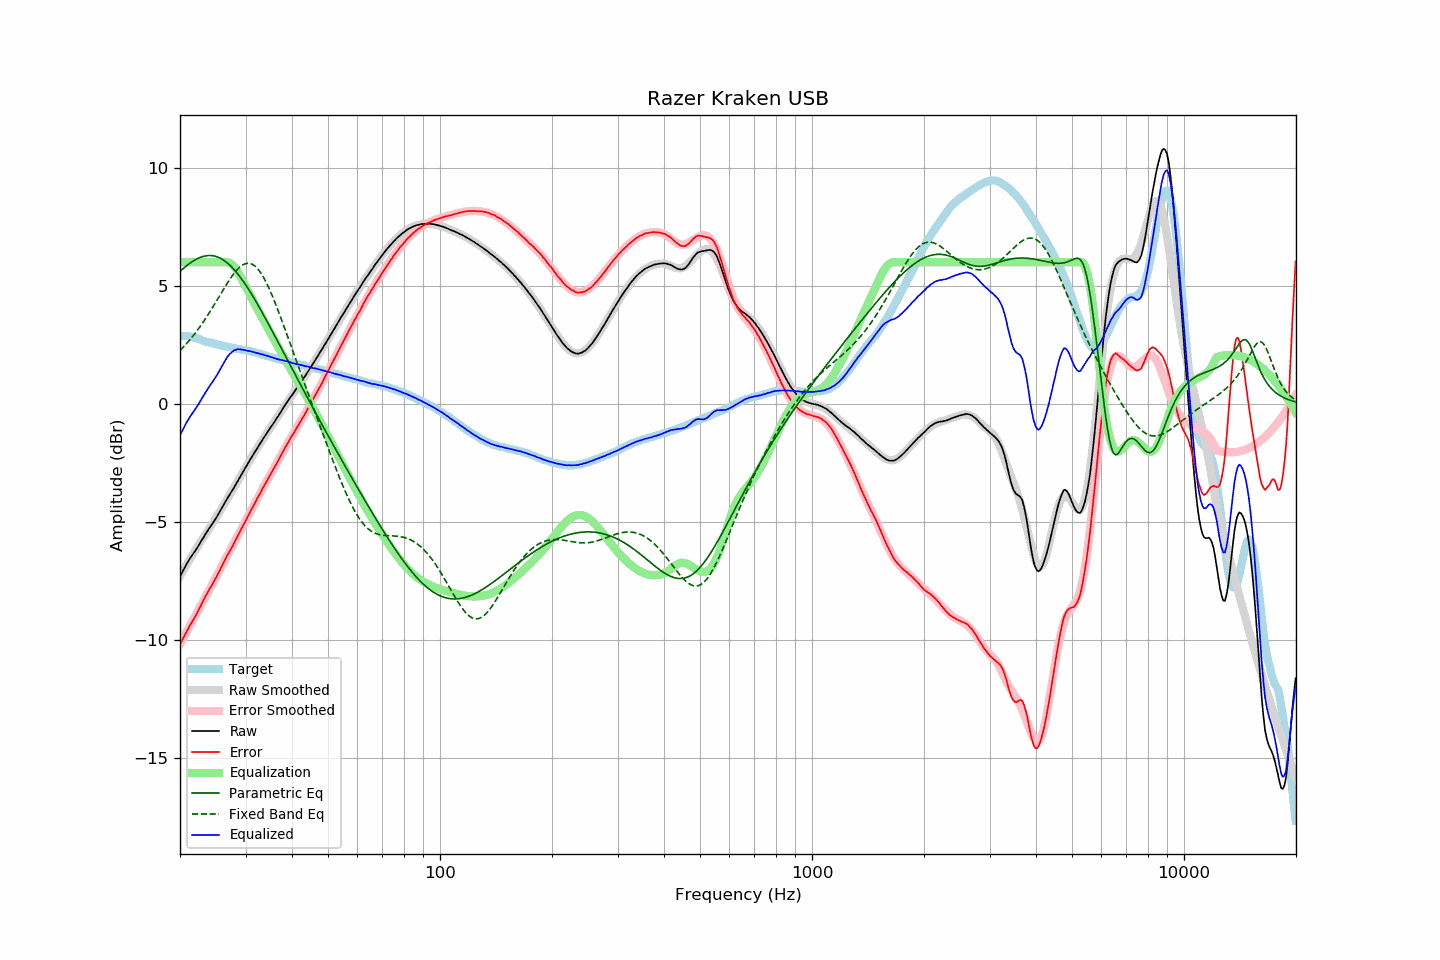 Razer Kraken USB
Amplitude (dBr)
10
5
0
−5
−10
−15
Target
Raw Smoothed
Error Smoothed
Raw
Error
Equalization
Parametric Eq
Fixed Band Eq
Equalized
100
1000
10000
Frequency (Hz)